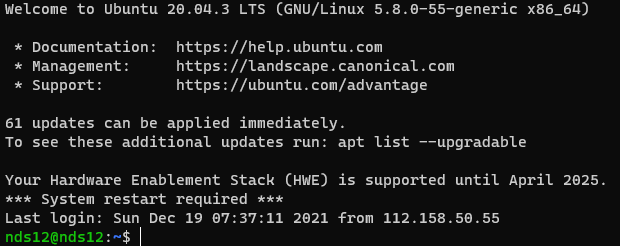 Welcome to Ubuntu 20.04.3 LTS (GNU/Linux 5.8.0-55-generic x86_64)
* Documentation:  https://help.ubuntu.com
* Management:     https://landscape.canonical.com
* Support:        https://ubuntu.com/advantage
61 updates can be applied immediately.
To see these additional updates run: apt list --upgradable
Your Hardware Enablement Stack (HWE) is supported until April 2025.
*** System restart required ***
Last login: Sun Dec 19 07:37:11 2021 from 112.158.50.55
nds12@nds12:~$